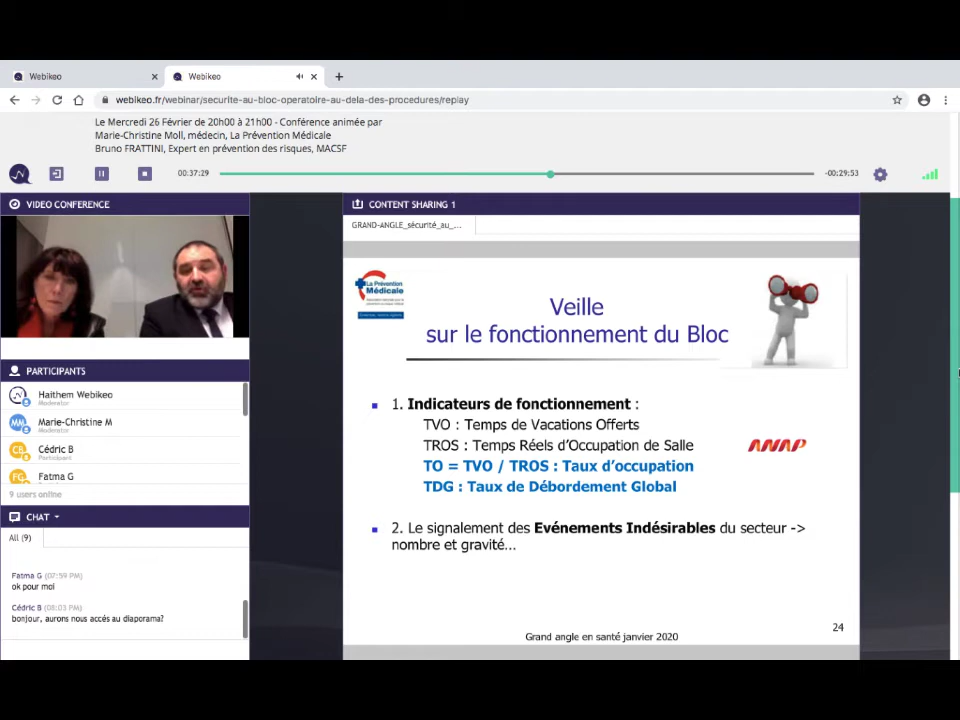 Webikeo
Webikeo
webikeo.fr/webinar/securite-au-bloc-operatoire-au-dela-des-procedures/replay
Le Mercredi 26 Février de 20h00 à 21h00 - Conférence animée par
Marie-Christine Moll, médecin, La Prévention Médicale
Bruno FRATTINI, Expert en prévention des risques, MACSF
00:37:29
-00:29:53
VIDEO CONFERENCE
CONTENT SHARING 1
GRAND-ANGLE_sécurité_au_...
La Prévention
Médicale
Veille
sur le fonctionnement du Bloc
1. Indicateurs de fonctionnement :
TVO : Temps de Vacations Offerts
TROS : Temps Réels d'Occupation de Salle
ANAP
TO = TVO / TROS : Taux d'occupation
TDG : Taux de Débordement Global
2. Le signalement des Evénements Indésirables du secteur ->
nombre et gravité...
Grand angle en santé janvier 2020
24
PARTICIPANTS
Haithem Webikeo
Moderator
MM
Marie-Christine M
Moderator
CB
Cédric B
Participant
FG
Fatma G
9 users online
CHAT
All (9)
Fatma G (07:59 PM)
ok pour moi
Cédric B (08:03 PM)
bonjour, aurons nous accés au diaporama?